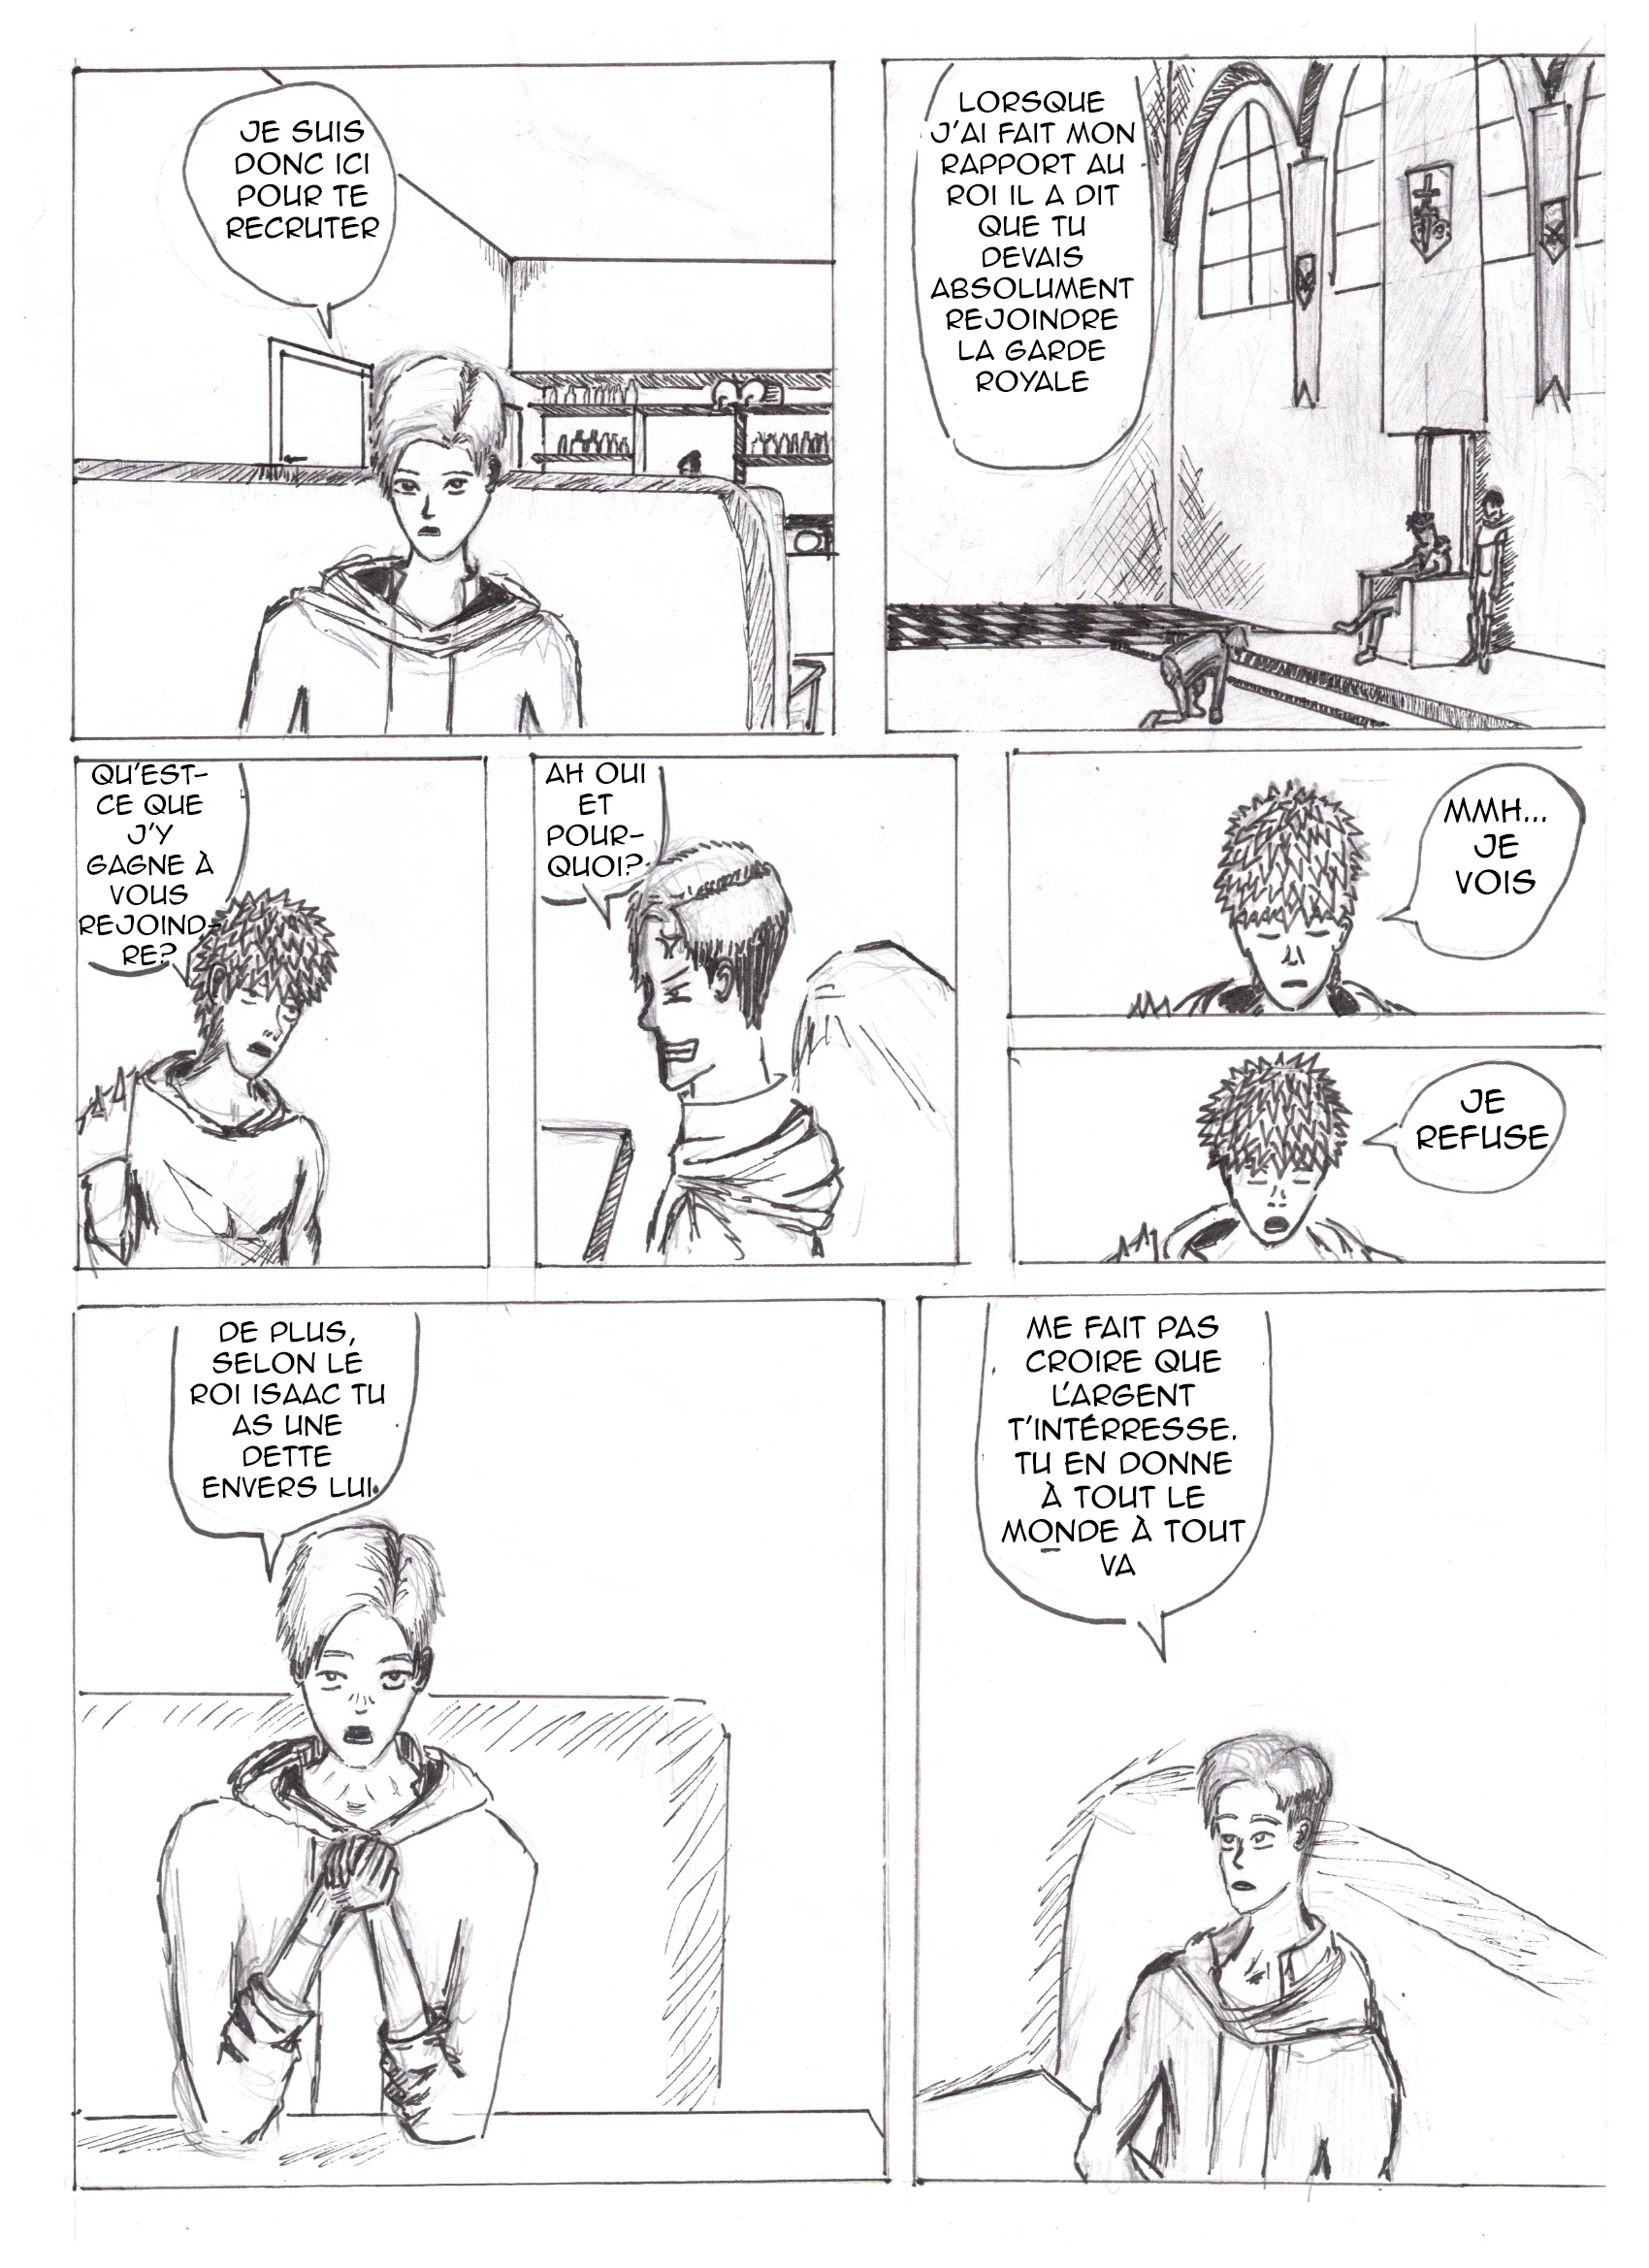 LORSQUE
J'AI FAIT MON
RAPPORT AU
ROI IL A DIT
QUE TU
DEVAIS
ABSOLUMENT
REJOINDRE
LA GARDE
ROYALE
JE SUIS
DONC ICI
POUR TE
RECRUTER
MMH...
JE
VOIS
JE
REFUSE
AH OUI
ET
POUR-
QUOI?
QU'EST-
CE QUE
J'Y
GAGNE À
VOUS
REJOIND-
RE?
ME FAIT PAS
CROIRE QUE
L'ARGENT
T'INTÉRRESSE.
TU EN DONNE
À TOUT LE
MONDE À TOUT
VA
DE PLUS,
SELON LE
ROI ISAAC TU
AS UNE
DETTE
ENVERS LUI.